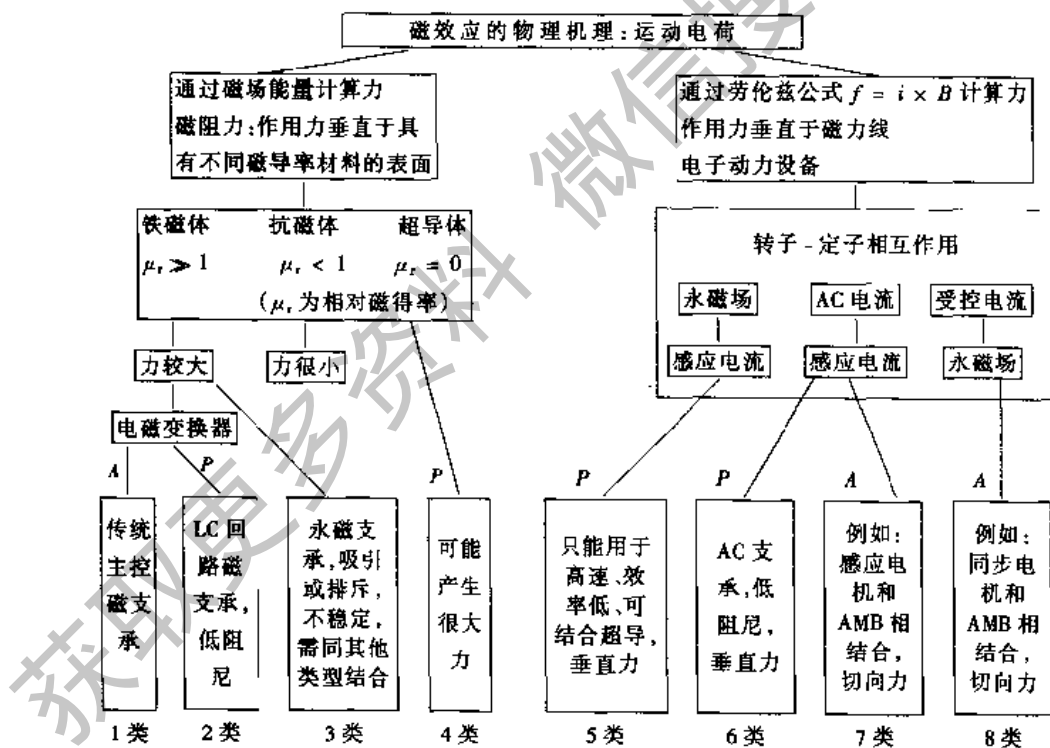 磁效应的物理机理:运动电荷
通过磁场能量计算力
磁阻力:作用力垂直于具
有不同磁导率材料的表面
通过劳伦兹公式 f = i × B 计算力
作用力垂直于磁力线
电子动力设备
铁磁体 抗磁体 超导体
μr ≫ 1 μr < 1 μr = 0
(μr 为相对磁得率)
转子-定子相互作用
永磁场 AC 电流 受控电流
感应电流 感应电流 永磁场
力较大 力很小
电磁变换器
A P P P P A A
传统
主控
磁支
承
LC 回
路磁
支承,
低阻
尼
永磁支
承,吸引
或排斥,
不稳定,
需同其他
类型结合
可能
产生
很大
力
只能用于
高速、效
率低、可
结合超导,
垂直力
AC 支
承,低
阻尼,
垂直力
例如:
感应电
机和
AMB 相
结合,
切向力
例如:
同步电
机和
AMB 相
结合,
切向力
1 类 2 类 3 类 4 类 5 类 6 类 7 类 8 类
获取更多资料 微信搜